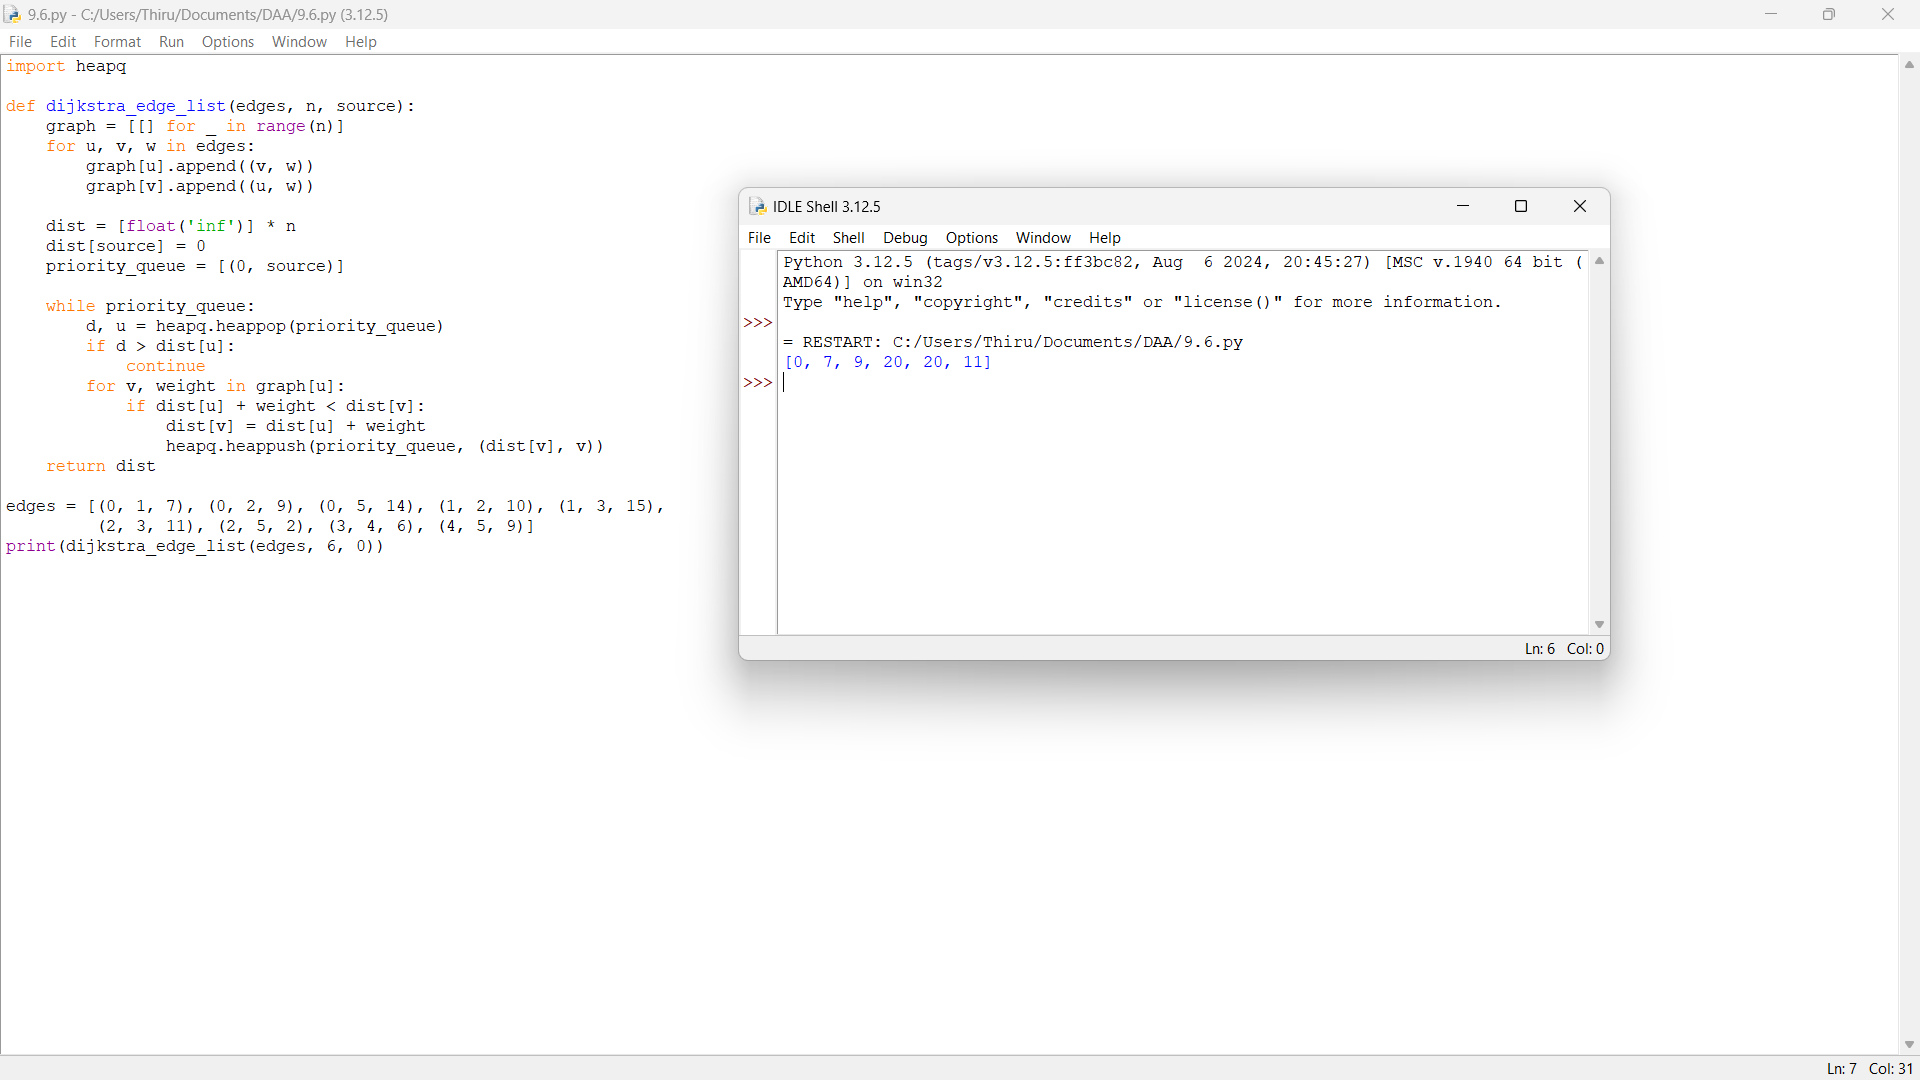 9.6.py - C:/Users/Thiru/Documents/DAA/9.6.py (3.12.5)
File Edit Format Run Options Window Help
import heapq
def dijkstra_edge_list(edges, n, source):
    graph = [[] for _ in range(n)]
    for u, v, w in edges:
        graph[u].append((v, w))
        graph[v].append((u, w))
    dist = [float('inf')] * n
    dist[source] = 0
    priority_queue = [(0, source)]
    while priority_queue:
        d, u = heapq.heappop(priority_queue)
        if d > dist[u]:
            continue
        for v, weight in graph[u]:
            if dist[u] + weight < dist[v]:
                dist[v] = dist[u] + weight
                heapq.heappush(priority_queue, (dist[v], v))
    return dist
edges = [(0, 1, 7), (0, 2, 9), (0, 5, 14), (1, 2, 10), (1, 3, 15),
         (2, 3, 11), (2, 5, 2), (3, 4, 6), (4, 5, 9)]
print(dijkstra_edge_list(edges, 6, 0))
IDLE Shell 3.12.5
File Edit Shell Debug Options Window Help
Python 3.12.5 (tags/v3.12.5:ff3bc82, Aug  6 2024, 20:45:27) [MSC v.1940 64 bit (
AMD64)] on win32
Type "help", "copyright", "credits" or "license()" for more information.
>>>
= RESTART: C:/Users/Thiru/Documents/DAA/9.6.py
[0, 7, 9, 20, 20, 11]
>>>
Ln: 6 Col: 0
Ln: 7 Col: 31